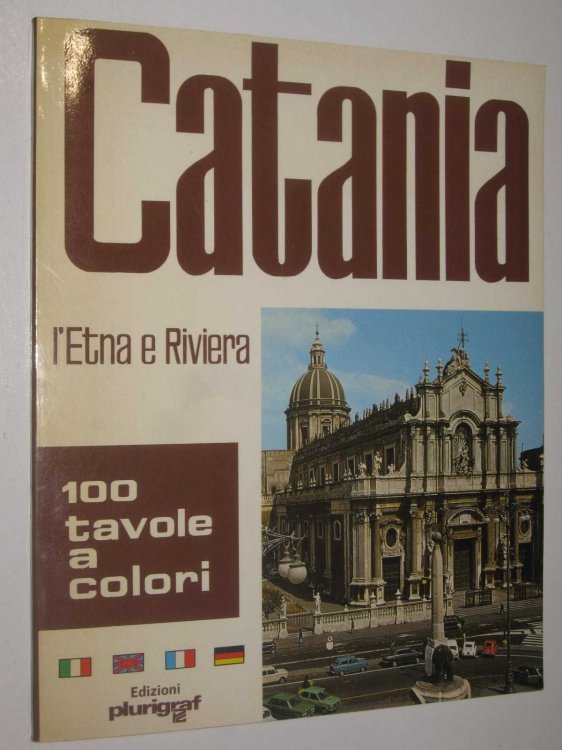 Catania
l'Etna e Riviera
100
tavole
a
colori
Edizioni
plurigraf